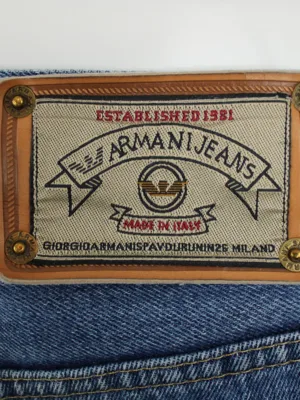 ESTABLISHED 1981
ARMANI JEANS
MADE IN ITALY
GIORGIOARMANISPAVDURUNIN26 MILANO